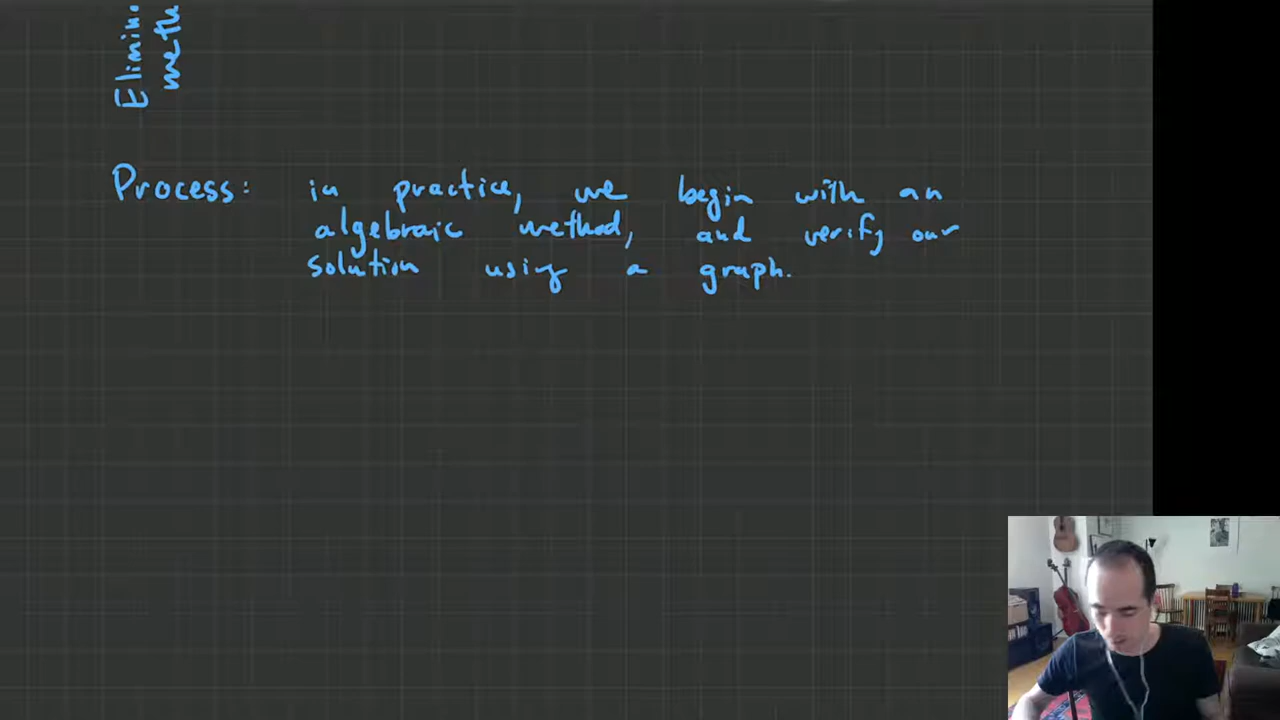 Process: in practice, we begin with an
algebraic method, and verify our
solution using a graph.